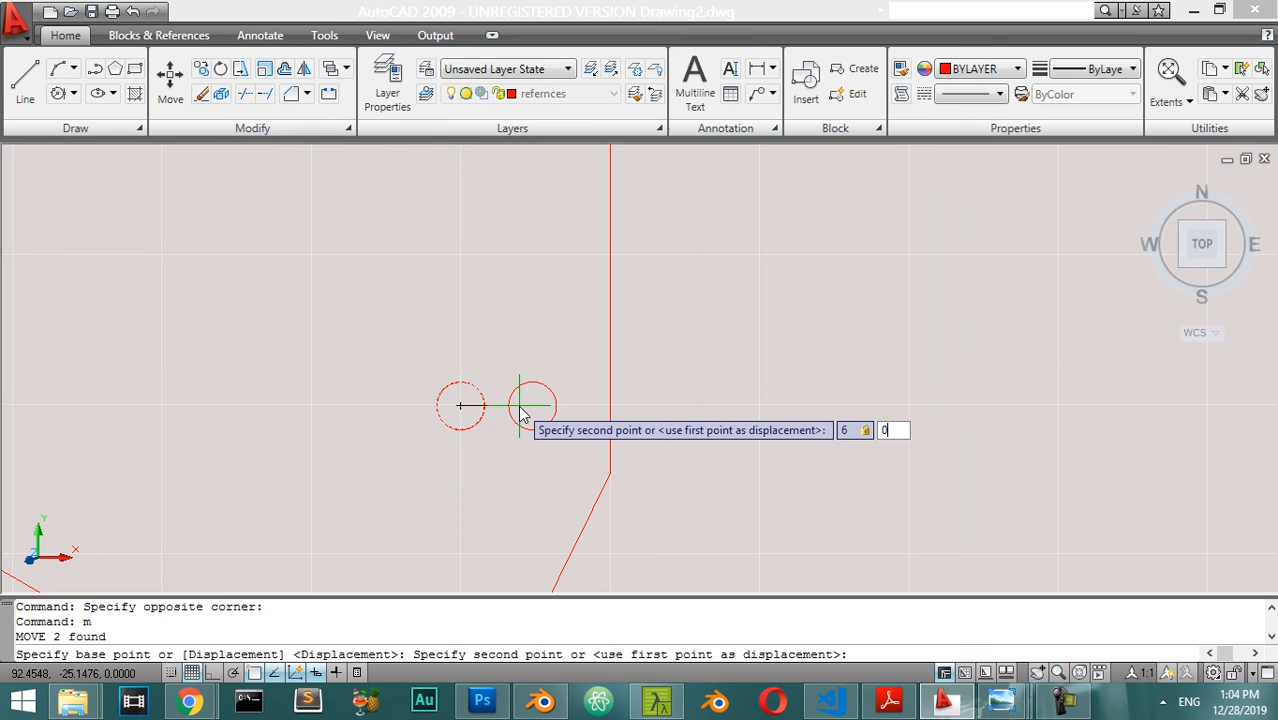 AutoCAD 2009 - UNREGISTERED VERSION Drawing2.dwg
Home Blocks & References Annotate Tools View Output
Line Move Layer Properties Unsaved Layer State refernces Multiline Text Insert Create Edit BYLAYER ByLaye ByColor Extents
Draw Modify Layers Annotation Block Properties Utilities
N
W TOP E
S
WCS
Specify second point or <use first point as displacement>: 6 0
Y
X
Z
Command: Specify opposite corner:
Command: m
MOVE 2 found
Specify base point or [Displacement] <Displacement>: Specify second point or <use first point as displacement>:
92.4548, -25.1476, 0.0000 1:1
S Au Ps λ ENG 1:04 PM
12/28/2019